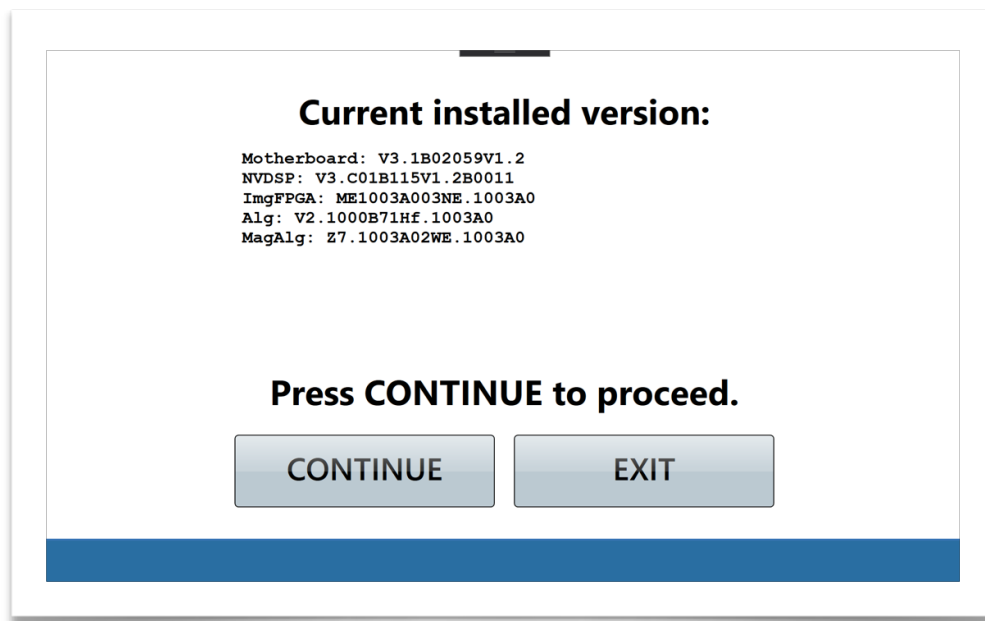 Current installed version:
Motherboard: V3.1B02059V1.2
NVDSP: V3.C01B115V1.2B0011
ImgFPGA: ME1003A003NE.1003A0
Alg: V2.1000B71Hf.1003A0
MagAlg: Z7.1003A02WE.1003A0
Press CONTINUE to proceed.
CONTINUE
EXIT